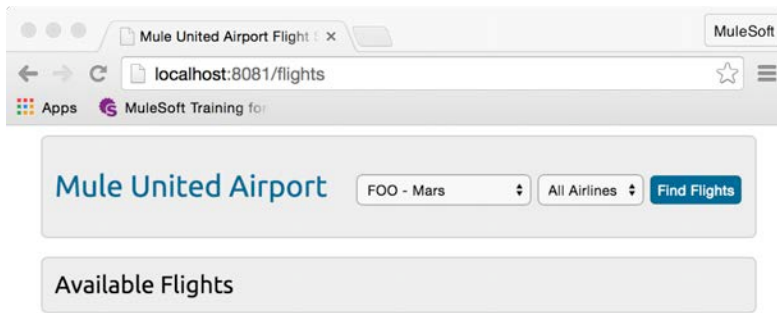 Mule United Airport Flight S
MuleSoft
localhost:8081/flights
Apps
MuleSoft Training for
Mule United Airport
FOO - Mars
All Airlines
Find Flights
Available Flights